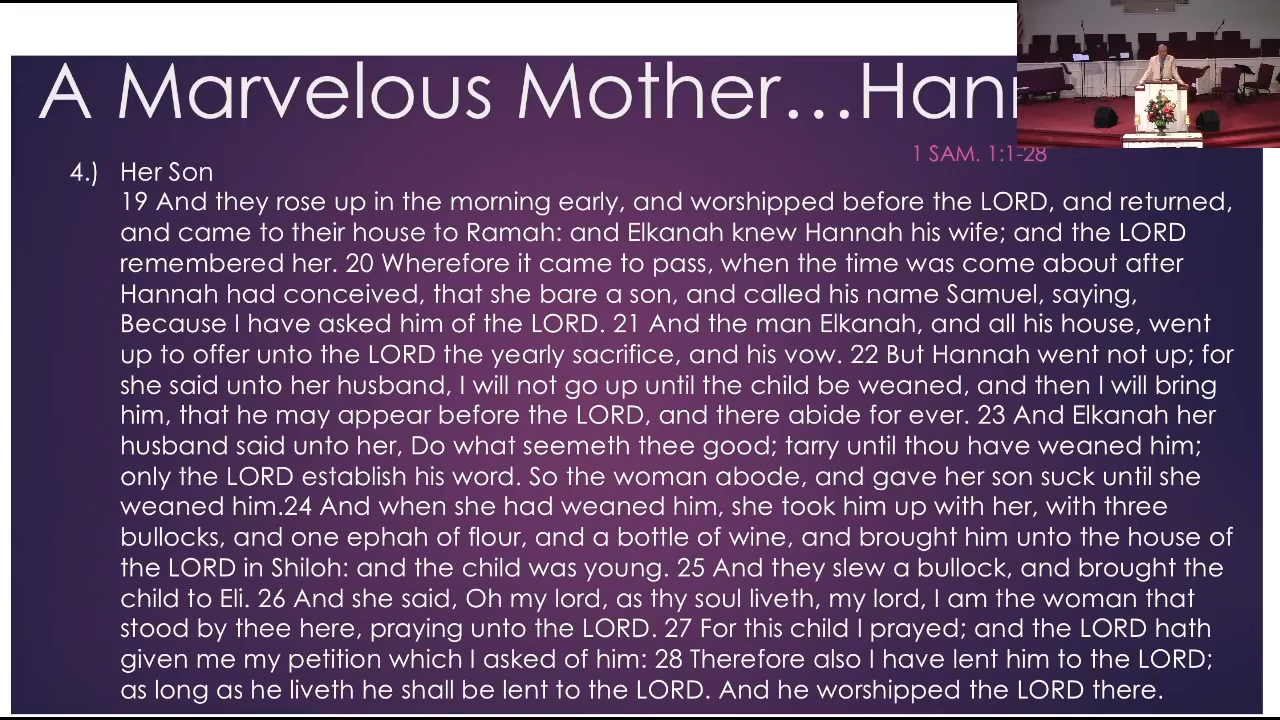 A Marvelous Mother...Han
1 SAM. 1:1-28
4.) Her Son
19 And they rose up in the morning early, and worshipped before the LORD, and returned,
and came to their house to Ramah: and Elkanah knew Hannah his wife; and the LORD
remembered her. 20 Wherefore it came to pass, when the time was come about after
Hannah had conceived, that she bare a son, and called his name Samuel, saying,
Because I have asked him of the LORD. 21 And the man Elkanah, and all his house, went
up to offer unto the LORD the yearly sacrifice, and his vow. 22 But Hannah went not up; for
she said unto her husband, I will not go up until the child be weaned, and then I will bring
him, that he may appear before the LORD, and there abide for ever. 23 And Elkanah her
husband said unto her, Do what seemeth thee good; tarry until thou have weaned him;
only the LORD establish his word. So the woman abode, and gave her son suck until she
weaned him.24 And when she had weaned him, she took him up with her, with three
bullocks, and one ephah of flour, and a bottle of wine, and brought him unto the house of
the LORD in Shiloh: and the child was young. 25 And they slew a bullock, and brought the
child to Eli. 26 And she said, Oh my lord, as thy soul liveth, my lord, I am the woman that
stood by thee here, praying unto the LORD. 27 For this child I prayed; and the LORD hath
given me my petition which I asked of him: 28 Therefore also I have lent him to the LORD;
as long as he liveth he shall be lent to the LORD. And he worshipped the LORD there.